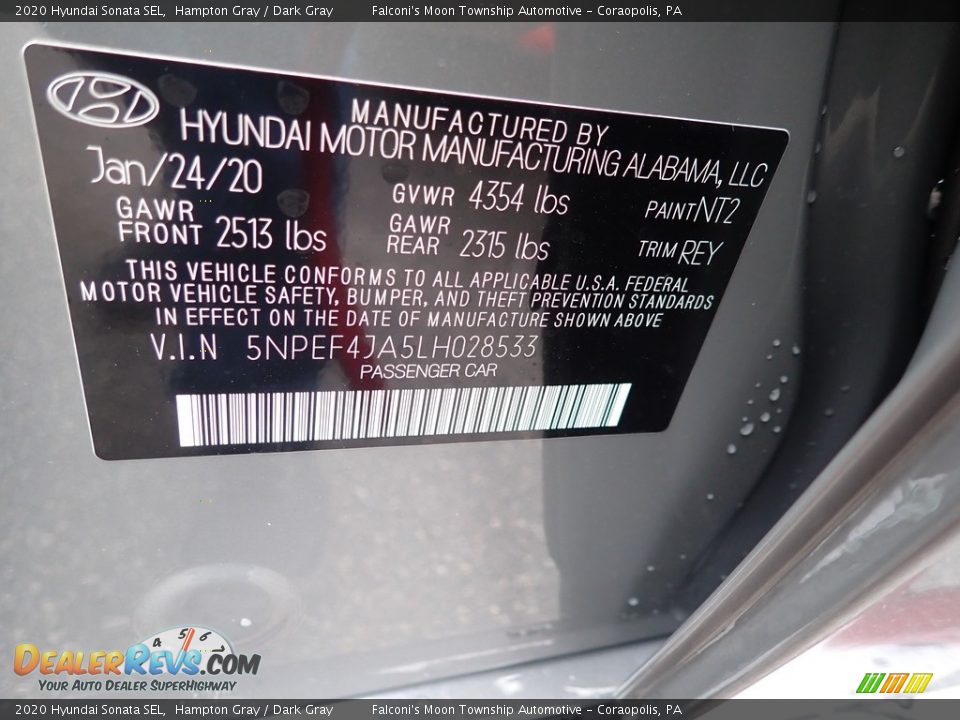 2020 Hyundai Sonata SEL,  Hampton Gray / Dark Gray    Falconi's Moon Township Automotive - Coraopolis, PA
MANUFACTURED BY
HYUNDAI MOTOR MANUFACTURING ALABAMA, LLC
Jan/24/20    GVWR 4354 lbs    PAINT NT2
GAWR FRONT 2513 lbs    GAWR REAR 2315 lbs    TRIM REY
THIS VEHICLE CONFORMS TO ALL APPLICABLE U.S.A. FEDERAL
MOTOR VEHICLE SAFETY, BUMPER, AND THEFT PREVENTION STANDARDS
IN EFFECT ON THE DATE OF MANUFACTURE SHOWN ABOVE
V.I.N 5NPEF4JA5LH028533
PASSENGER CAR
4 5 6
DealerRevs.com
Your Auto Dealer SuperHighway
2020 Hyundai Sonata SEL,  Hampton Gray / Dark Gray    Falconi's Moon Township Automotive - Coraopolis, PA